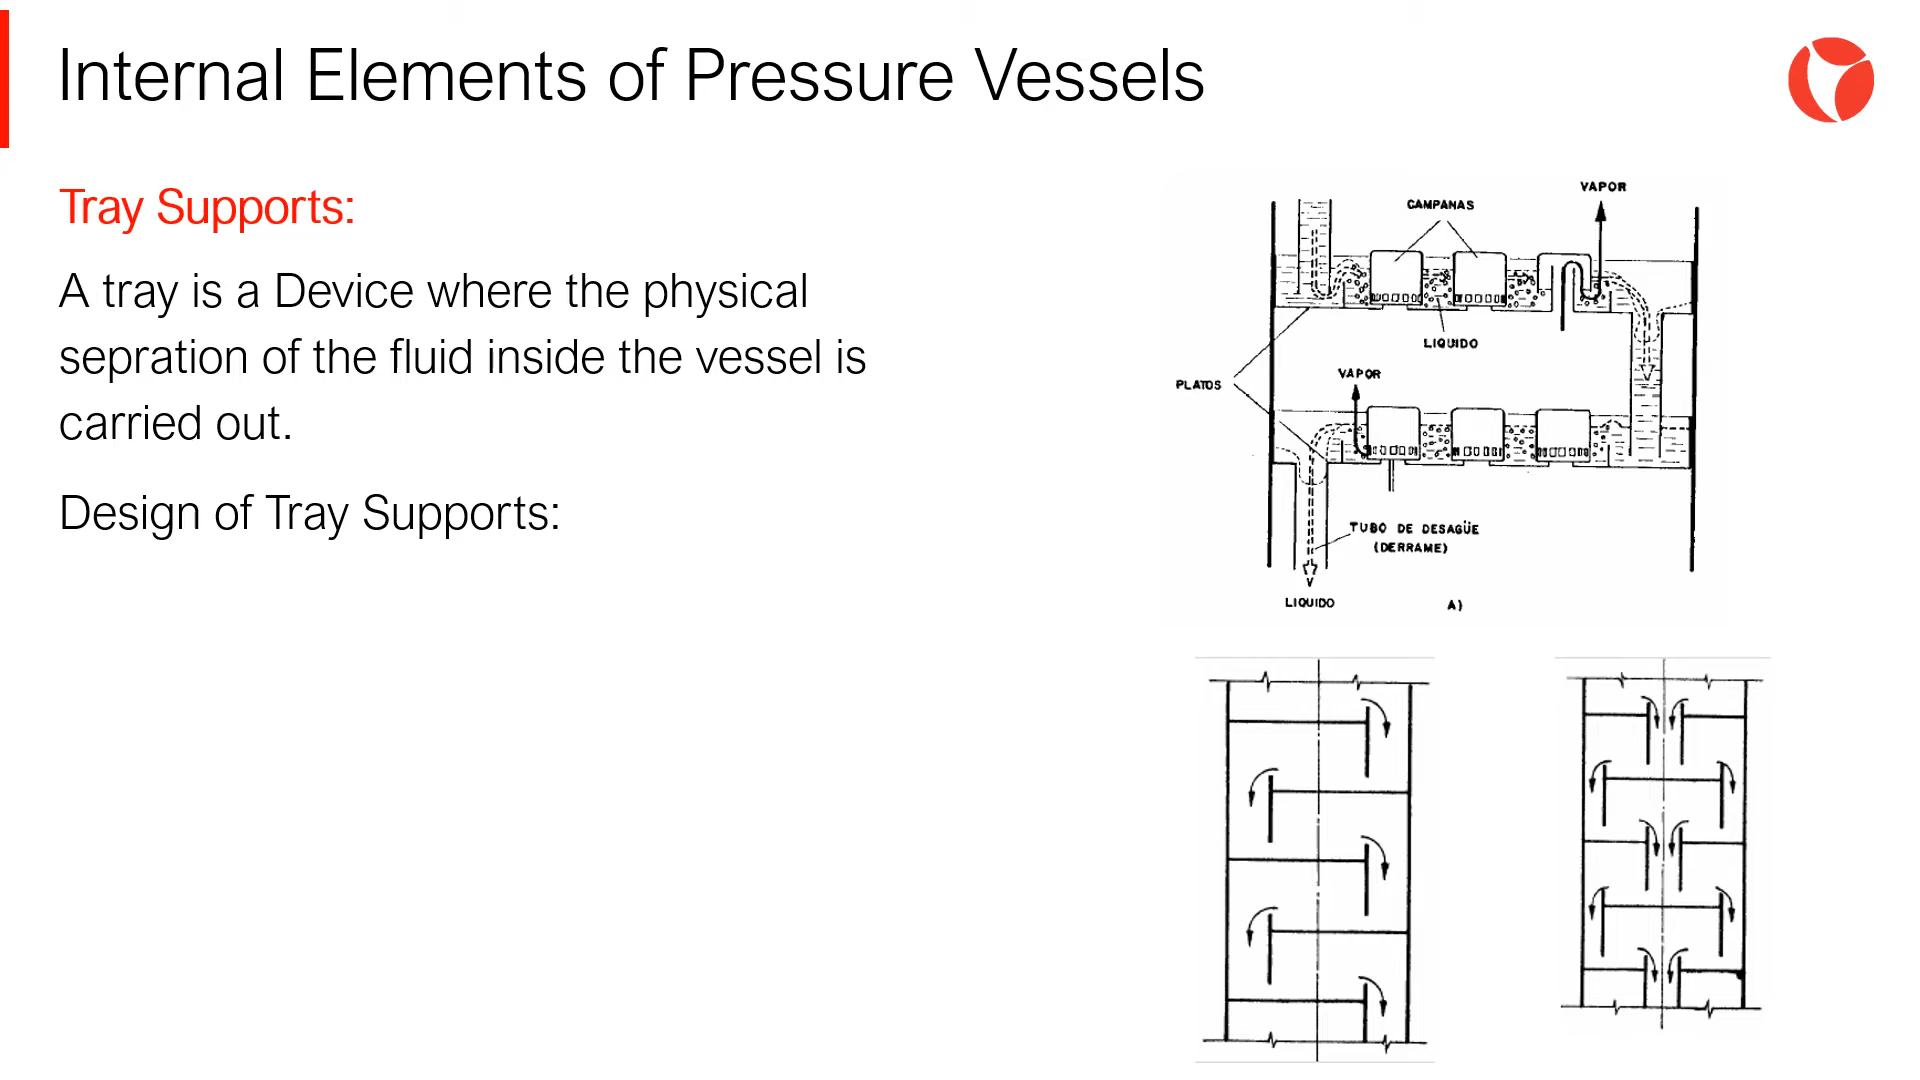 Internal Elements of Pressure Vessels
Tray Supports:
A tray is a Device where the physical
sepration of the fluid inside the vessel is
carried out.
Design of Tray Supports:
VAPOR
CAMPANAS
LIQUIDO
VAPOR
PLATOS
TUBO DE DESAGÜE
(DERRAME)
LIQUIDO
A)